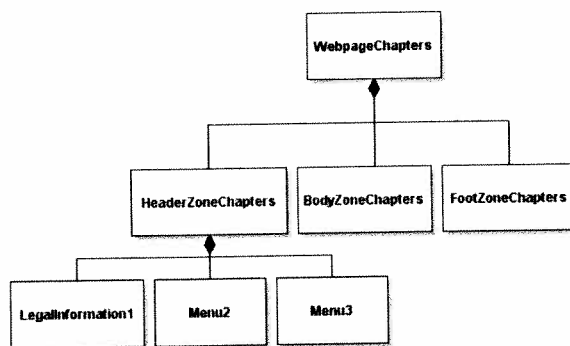 WebpageChapters
HeaderZoneChapters
BodyZoneChapters
FootZoneChapters
LegalInformation1
Menu2
Menu3